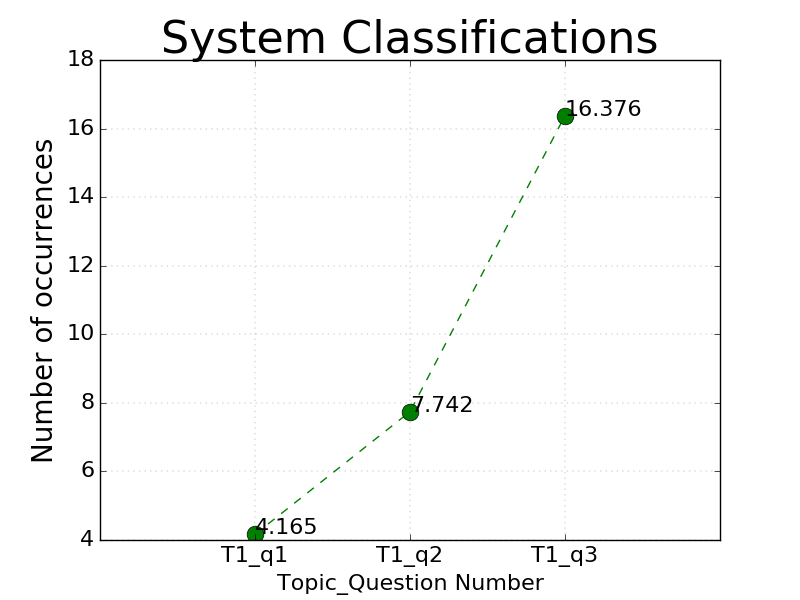 System Classifications
Number of occurrences
18
16
14
12
10
8
6
4
16.376
7.742
4.165
T1_q1 T1_q2 T1_q3
Topic_Question Number